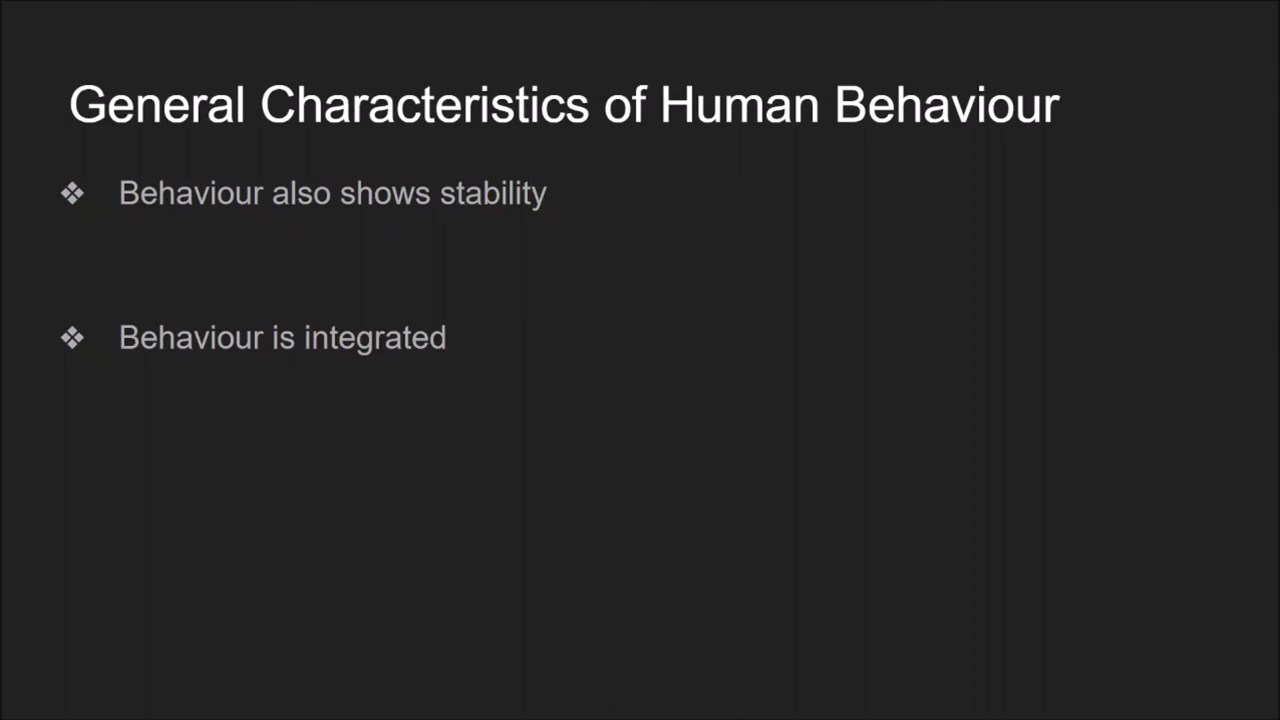 General Characteristics of Human Behaviour
❖ Behaviour also shows stability
❖ Behaviour is integrated